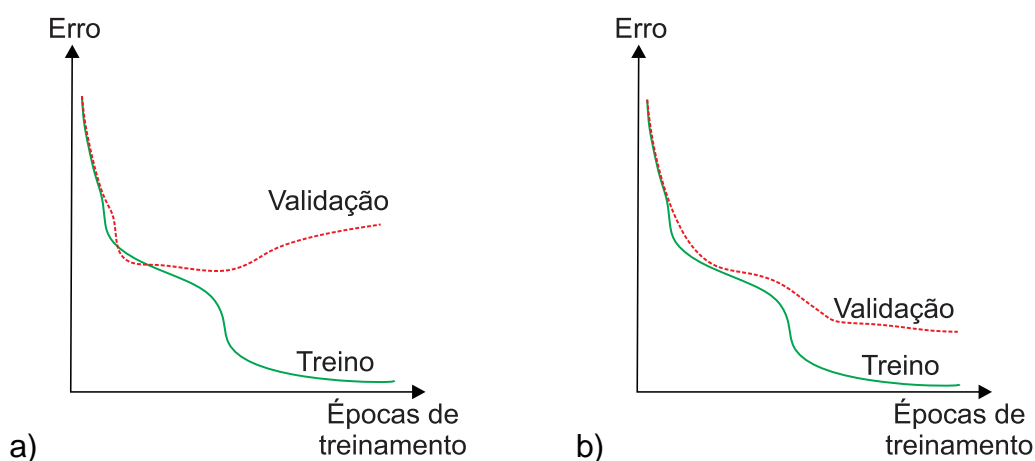 Erro
Validação
Treino
Épocas de
treinamento
a)
Erro
Validação
Treino
Épocas de
treinamento
b)